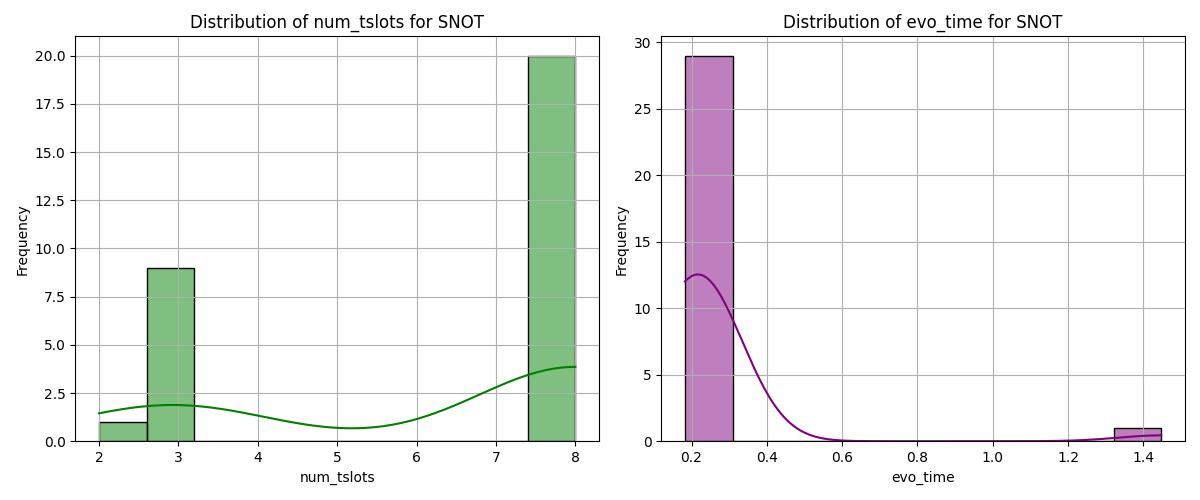 Distribution of num_tslots for SNOT
20.0
17.5
15.0
12.5
10.0
7.5
5.0
2.5
0.0
Frequency
2 3 4 5 6 7 8
num_tslots
Distribution of evo_time for SNOT
30
25
20
15
10
5
0
Frequency
0.2 0.4 0.6 0.8 1.0 1.2 1.4
evo_time